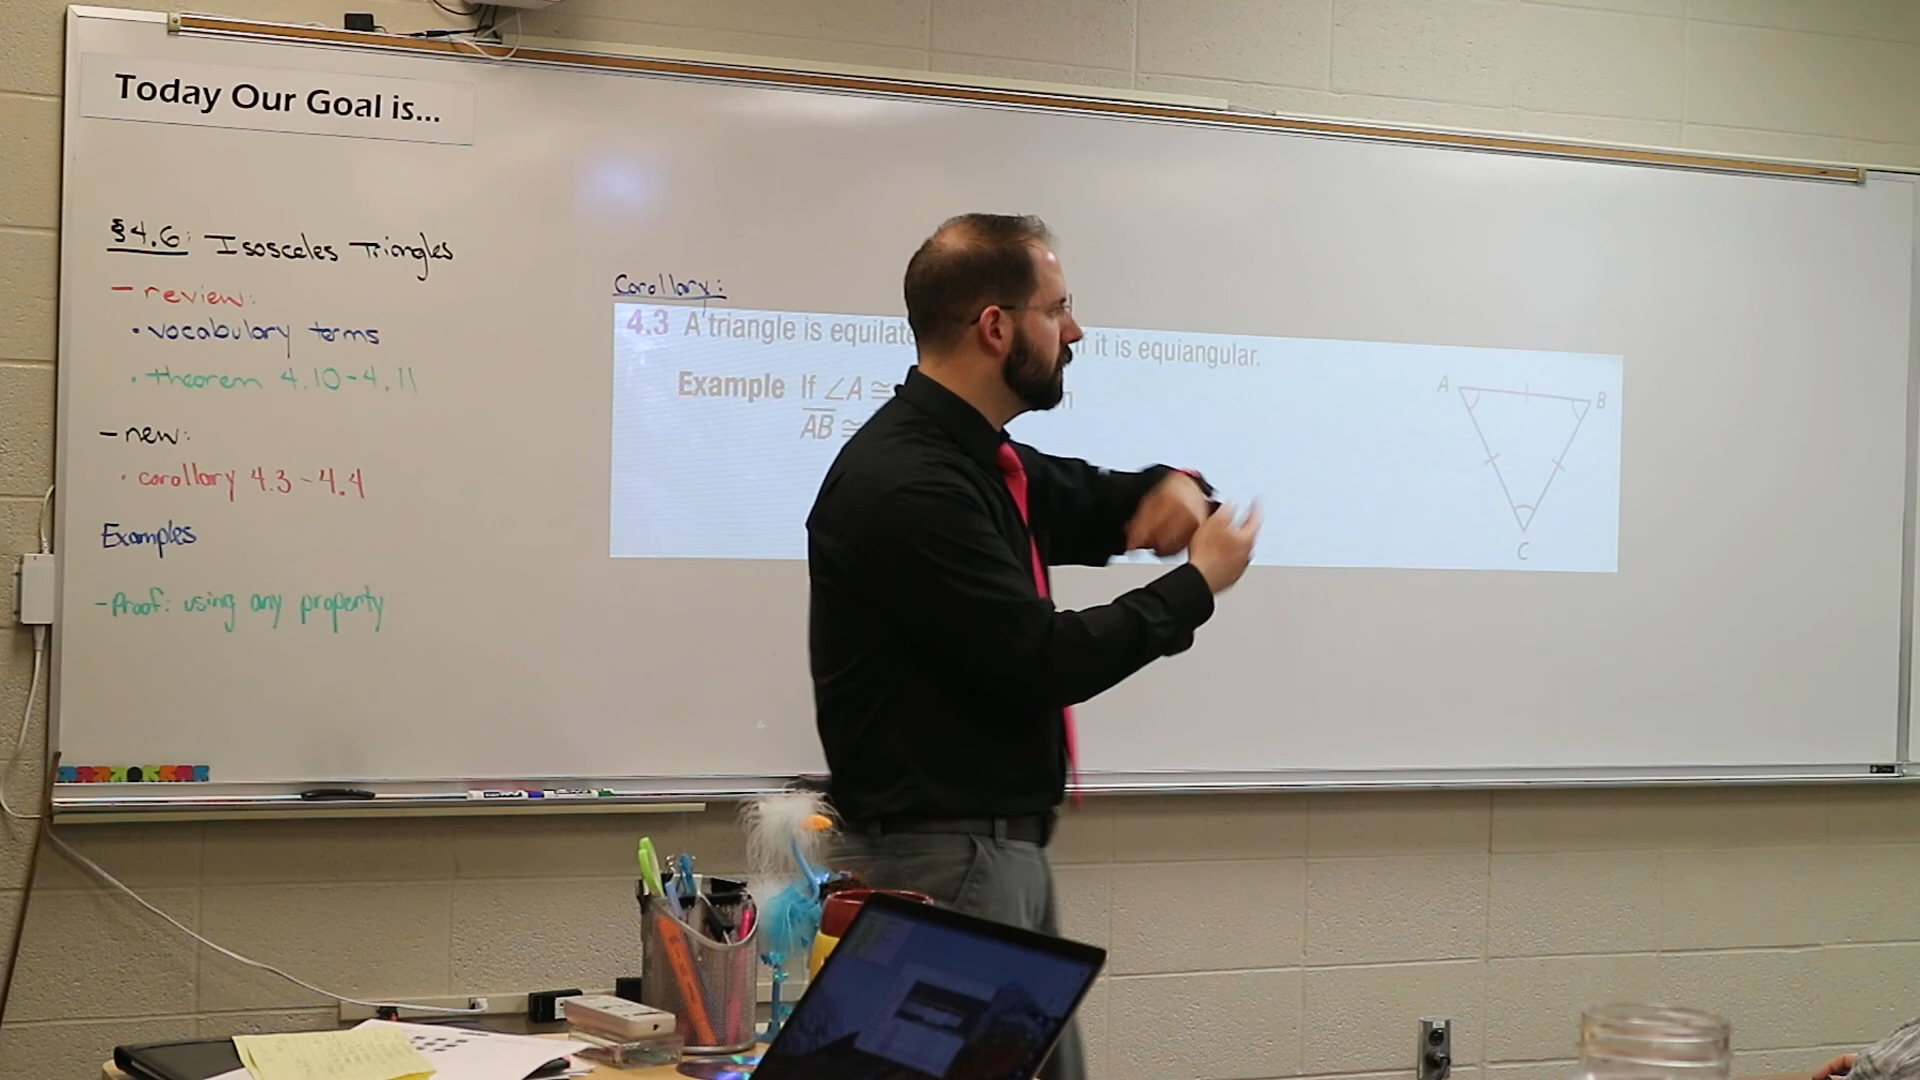 Today Our Goal is...
§4.6: Isosceles Triangles
- review:
• vocabulary terms
• theorem 4.10-4.11
- new:
• corollary 4.3-4.4
Examples
- Proof: using any property
Corollary:
4.3 A triangle is equilate it is equiangular.
Example If ∠A ≅
AB ≅
A
B
C